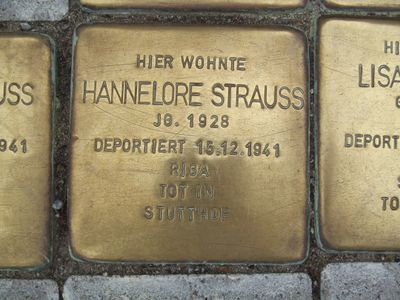 HIER WOHNTE
HANNELORE STRAUSS
JG. 1928
DEPORTIERT 15.12.1941
RIGA
TOT IN
STUTTHOF
USS
941
HI
LISA
DEPORT
TO